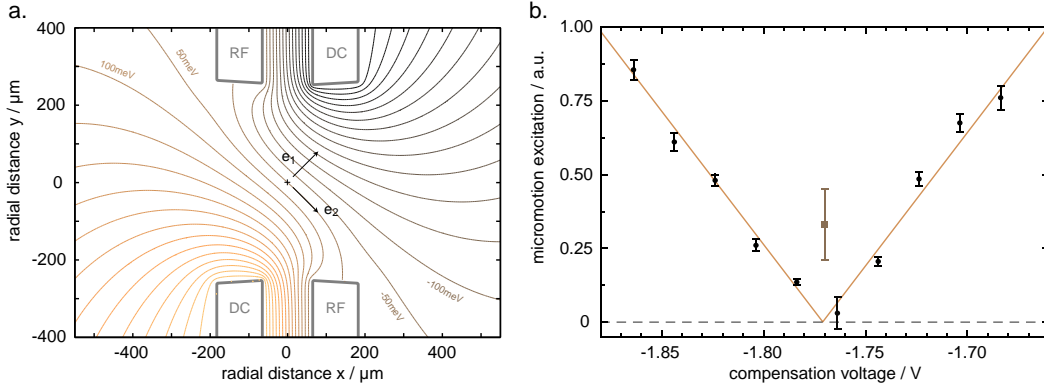 a.
400
200
0
-200
-400
radial distance y / µm
-400
-200
0
200
400
radial distance x / µm
RF
DC
DC
RF
100meV
50meV
-100meV
-50meV
e1
e2
b.
1.00
0.75
0.50
0.25
0
micromotion excitation / a.u.
-1.85
-1.80
-1.75
-1.70
compensation voltage / V